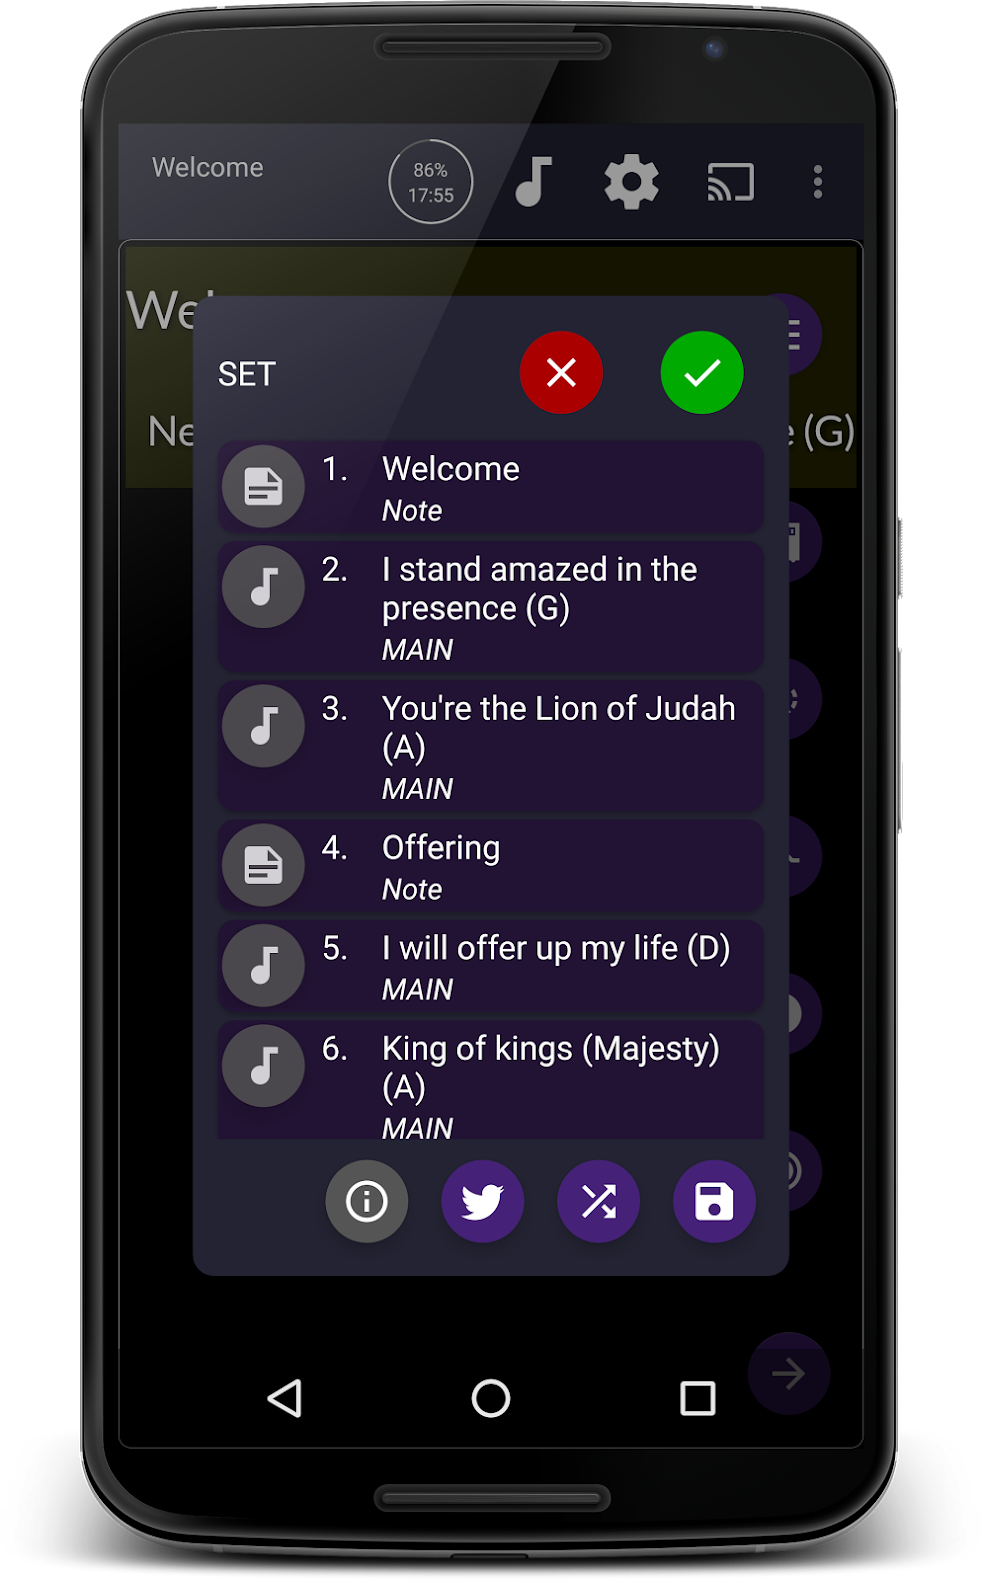 Welcome
86%
17:55
We
Ne
(G)
SET
1. Welcome
Note
2. I stand amazed in the
presence (G)
MAIN
3. You're the Lion of Judah
(A)
MAIN
4. Offering
Note
5. I will offer up my life (D)
MAIN
6. King of kings (Majesty)
(A)
MAIN